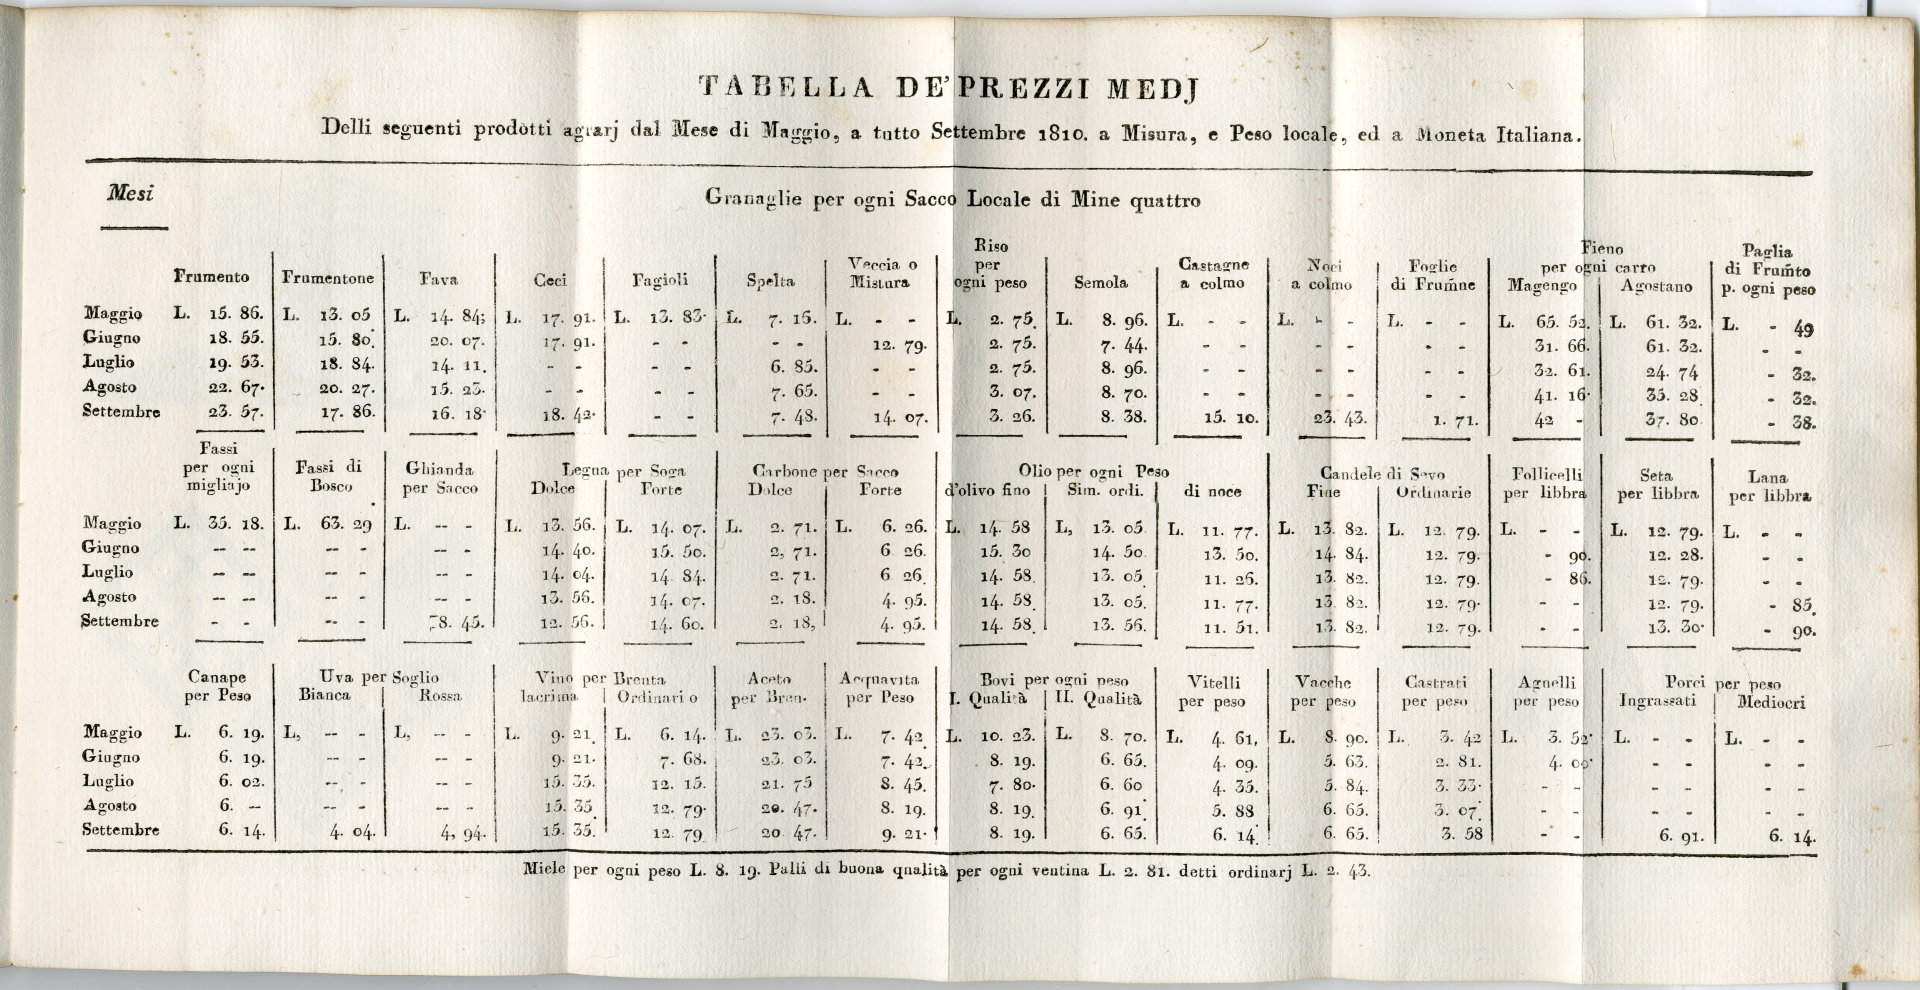 TABELLA DE' PREZZI MEDJ
Delli seguenti prodotti agrarj dal Mese di Maggio, a tutto Settembre 1810. a Misura, e Peso locale, ed a Moneta Italiana.
Mesi
Granaglie per ogni Sacco Locale di Mine quattro
Riso Fieno Paglia
Veccia o per Castagne Noci Foglie per ogni carro di Frum̃to
Frumento Frumentone Fava Ceci Fagioli Spelta Mistura ogni peso Semola a colmo a colmo di Frum̃ne Magengo Agostano p. ogni peso
Maggio L. 15. 86. L. 13. 05 L. 14. 84; L. 17. 91. L. 13. 83. L. 7. 16. L. - - L. 2. 75. L. 8. 96. L. - - L. - - L. - - L. 65. 52. L. 61. 32. L. - 49
Giugno 18. 55. 15. 80. 20. 07. 17. 91. - - - - 12. 79. 2. 75. 7. 44. - - - - - - 31. 66. 61. 32. - -
Luglio 19. 53. 18. 84. 14. 11. - - - - 6. 85. - - 2. 75. 8. 96. - - - - - - 32. 61. 24. 74 - 32.
Agosto 22. 67. 20. 27. 15. 23. - - - - 7. 65. - - 3. 07. 8. 70. - - - - - - 41. 16. 35. 28. - 32.
Settembre 23. 57. 17. 86. 16. 18. 18. 42. - - 7. 48. 14. 07. 3. 26. 8. 38. 15. 10. 23. 43. 1. 71. 42 - 37. 80 - 38.
Fassi
per ogni Fassi di Ghianda Legna per Soga Carbone per Sacco Olio per ogni Peso Candele di Sevo Follicelli Seta Lana
migliajo Bosco per Sacco Dolce Forte Dolce Forte d'olivo fino Sim. ordi. di noce Fine Ordinarie per libbra per libbra per libbra
Maggio L. 35. 18. L. 63. 29 L. -- - L. 13. 56. L. 14. 07. L. 2. 71. L. 6. 26. L. 14. 58 L, 13. 05. L. 11. 77. L. 13. 82. L. 12. 79. L. - - L. 12. 79. L. - -
Giugno -- -- -- - -- - 14. 40. 15. 50. 2, 71. 6 26. 15. 30 14. 50. 13. 50. 14. 84. 12. 79. - 90. 12. 28. - -
Luglio -- -- -- - -- - 14. 04. 14. 84. 2. 71. 6 26. 14. 58. 13. 05. 11. 26. 13. 82. 12. 79. - 86. 12. 79. - -
Agosto -- -- -- - -- - 13. 56. 14. 07. 2. 18. 4. 95. 14. 58. 13. 05. 11. 77. 13. 82. 12. 79. - - 12. 79. - 85.
Settembre - - -- - 78. 45. 12. 56. 14. 60. 2. 18, 4. 95. 14. 58. 13. 56. 11. 51. 13. 82. 12. 79. - - 13. 30. - 90.
Canape Uva per Soglio Vino per Brenta Aceto Acquavita Bovi per ogni peso Vitelli Vacche Castrati Agnelli Porci per peso
per Peso Bianca Rossa lacrima Ordinario per Bren. per Peso I. Qualità II. Qualità per peso per peso per peso per peso Ingrassati Mediocri
Maggio L. 6. 19. L, -- - L, -- - L. 9. 21. L. 6. 14. L. 23. 03. L. 7. 42. L. 10. 23. L. 8. 70. L. 4. 61, L. 8. 90. L. 3. 42 L. 3. 52. L. - - L. - -
Giugno 6. 19. -- - -- - 9. 21. 7. 68. 23. 03. 7. 42. 8. 19. 6. 65. 4. 09. 5. 63. 2. 81. 4. 09. - - - -
Luglio 6. 02. -- - -- - 15. 35. 12. 15. 21. 75 8. 45. 7. 80. 6. 60 4. 35. 5. 84. 3. 33. - - - - - -
Agosto 6. -- -- - -- - 15. 35 12. 79. 20. 47. 8. 19. 8. 19. 6. 91. 5. 88 6. 65. 3. 07. - - - - - -
Settembre 6. 14. 4. 04. 4, 94. 15. 35. 12. 79 20 47. 9. 21. 8. 19. 6. 65. 6. 14. 6. 65. 3. 58 - - 6. 91. 6. 14.
Miele per ogni peso L. 8. 19. Palli di buona qnalità per ogni ventina L. 2. 81. detti ordinarj L. 2. 43.